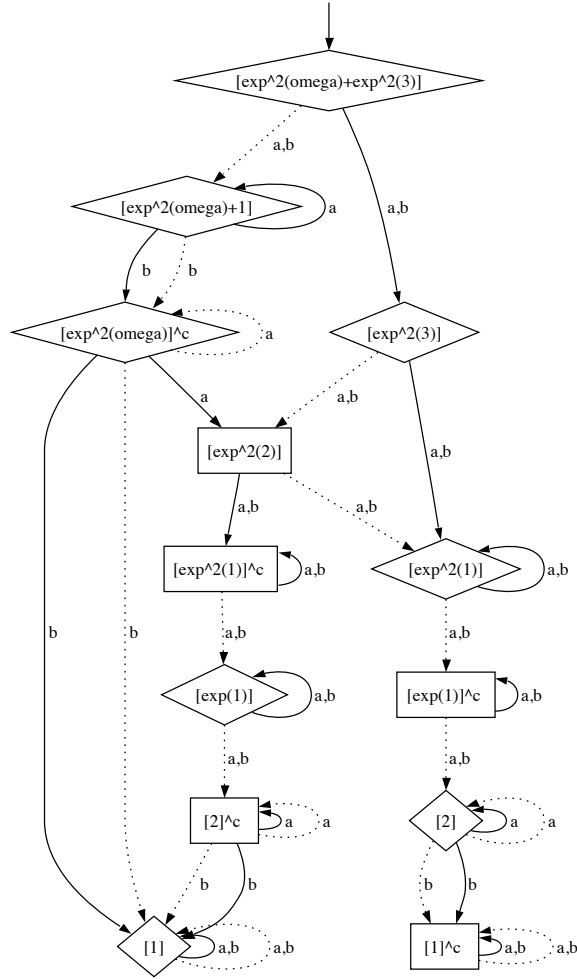 [exp^2(omega)+exp^2(3)]
a,b
[exp^2(omega)+1]
a
a,b
b
b
[exp^2(omega)]^c
a
[exp^2(3)]
a
a,b
[exp^2(2)]
a,b
a,b
a,b
[exp^2(1)]^c
a,b
[exp^2(1)]
a,b
b
b
a,b
a,b
[exp(1)]
a,b
[exp(1)]^c
a,b
a,b
a,b
[2]^c
a
a
[2]
a
a
b
b
b
b
[1]
a,b
a,b
[1]^c
a,b
a,b